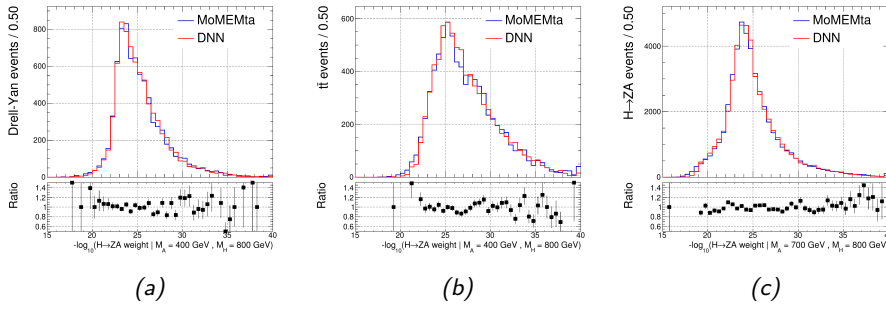 Drell-Yan events / 0.50
800
600
400
200
0
MoMEMta
DNN
Ratio
1.4
1.2
1
0.8
0.6
15 20 25 30 35 40
-log10(H→ZA weight | MA = 400 GeV , MH = 800 GeV)
(a)
tt̄ events / 0.50
600
400
200
0
MoMEMta
DNN
Ratio
1.4
1.2
1
0.8
0.6
15 20 25 30 35 40
-log10(H→ZA weight | MA = 400 GeV , MH = 800 GeV)
(b)
H→ZA events / 0.50
4000
2000
0
MoMEMta
DNN
Ratio
1.4
1.2
1
0.8
0.6
15 20 25 30 35 40
-log10(H→ZA weight | MA = 700 GeV , MH = 800 GeV)
(c)